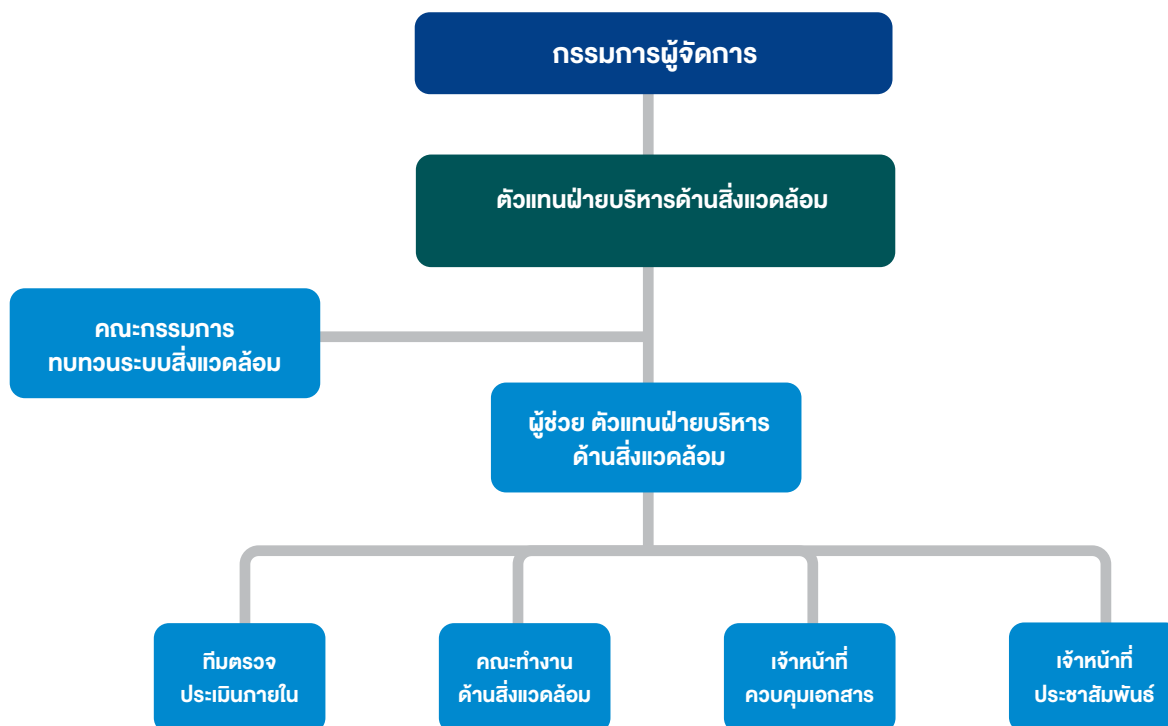 กรรมการผู้จัดการ
ตัวแทนฝ่ายบริหารด้านสิ่งแวดล้อม
คณะกรรมการ
ทบทวนระบบสิ่งแวดล้อม
ผู้ช่วย ตัวแทนฝ่ายบริหาร
ด้านสิ่งแวดล้อม
ทีมตรวจ
ประเมินภายใน
คณะทำงาน
ด้านสิ่งแวดล้อม
เจ้าหน้าที่
ควบคุมเอกสาร
เจ้าหน้าที่
ประชาสัมพันธ์